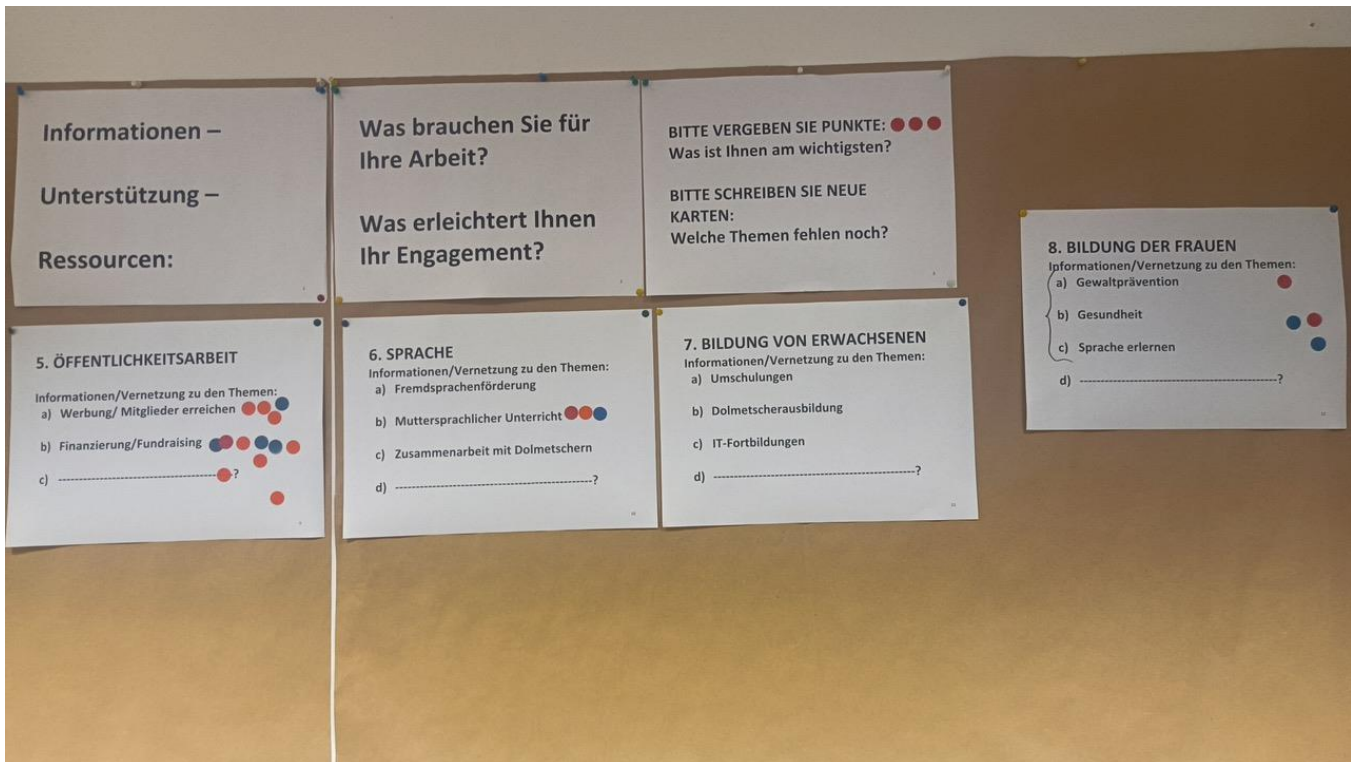 Informationen –
Unterstützung –
Ressourcen:
Was brauchen Sie für
Ihre Arbeit?
Was erleichtert Ihnen
Ihr Engagement?
BITTE VERGEBEN SIE PUNKTE:
Was ist Ihnen am wichtigsten?
BITTE SCHREIBEN SIE NEUE
KARTEN:
Welche Themen fehlen noch?
5. ÖFFENTLICHKEITSARBEIT
Informationen/Vernetzung zu den Themen:
a) Werbung/ Mitglieder erreichen
b) Finanzierung/Fundraising
c) ----------------------------------------?
6. SPRACHE
Informationen/Vernetzung zu den Themen:
a) Fremdsprachenförderung
b) Muttersprachlicher Unterricht
c) Zusammenarbeit mit Dolmetschern
d) ----------------------------------------?
7. BILDUNG VON ERWACHSENEN
Informationen/Vernetzung zu den Themen:
a) Umschulungen
b) Dolmetscherausbildung
c) IT-Fortbildungen
d) ----------------------------------------?
8. BILDUNG DER FRAUEN
Informationen/Vernetzung zu den Themen:
a) Gewaltprävention
b) Gesundheit
c) Sprache erlernen
d) ----------------------------------------?